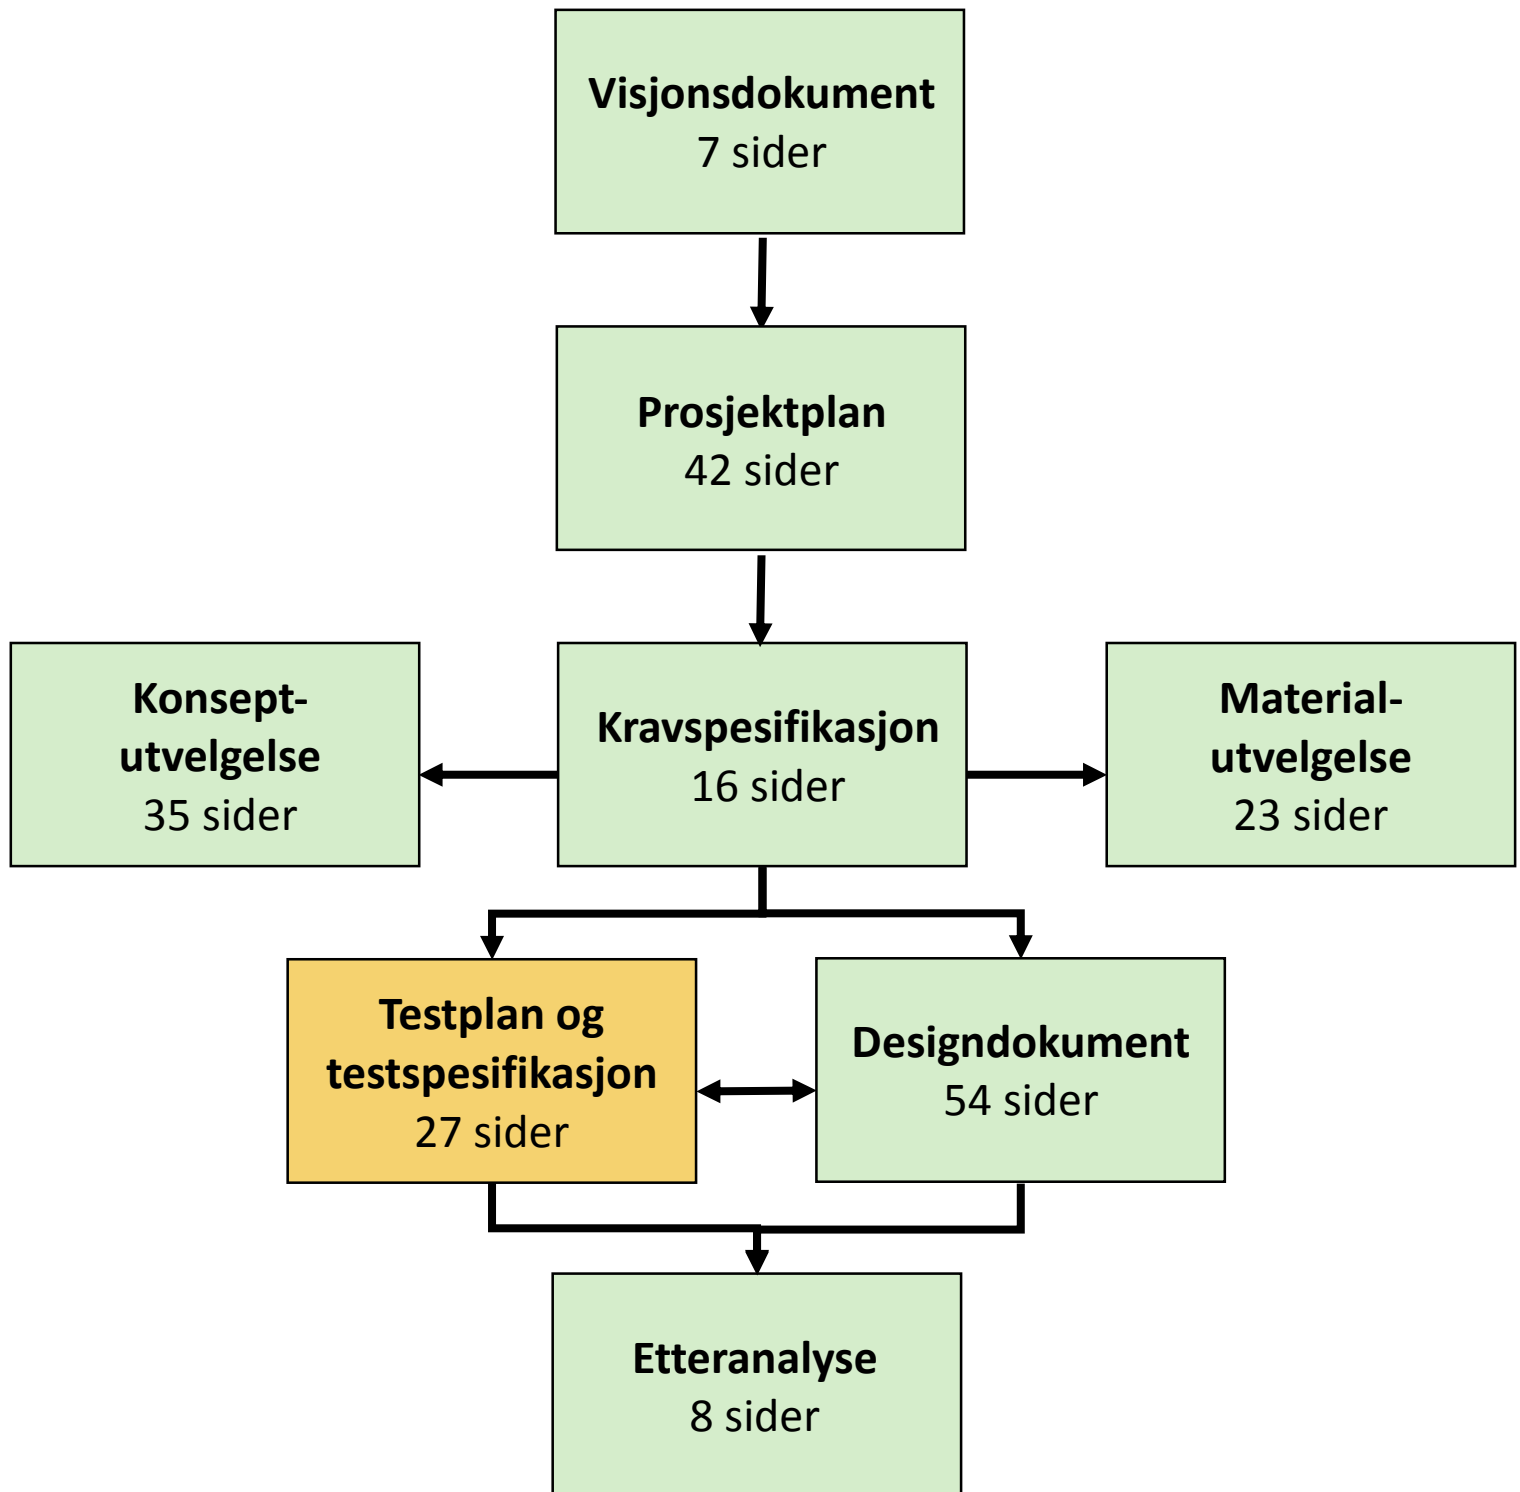 Visjonsdokument
7 sider
Prosjektplan
42 sider
Konsept-
utvelgelse
35 sider
Kravspesifikasjon
16 sider
Material-
utvelgelse
23 sider
Testplan og
testspesifikasjon
27 sider
Designdokument
54 sider
Etteranalyse
8 sider